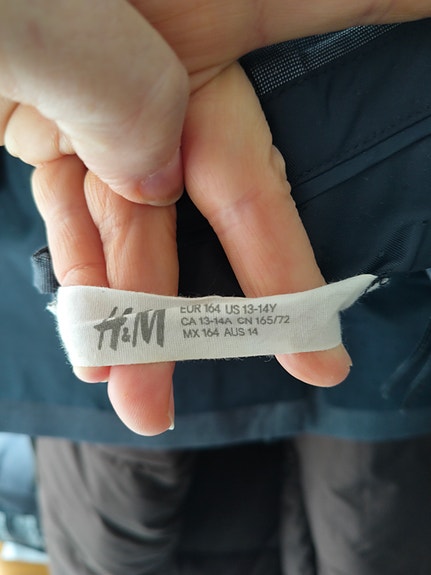 H&M
EUR 164 US 13-14Y
CA 13-14A CN 165/72
MX 164 AUS 14